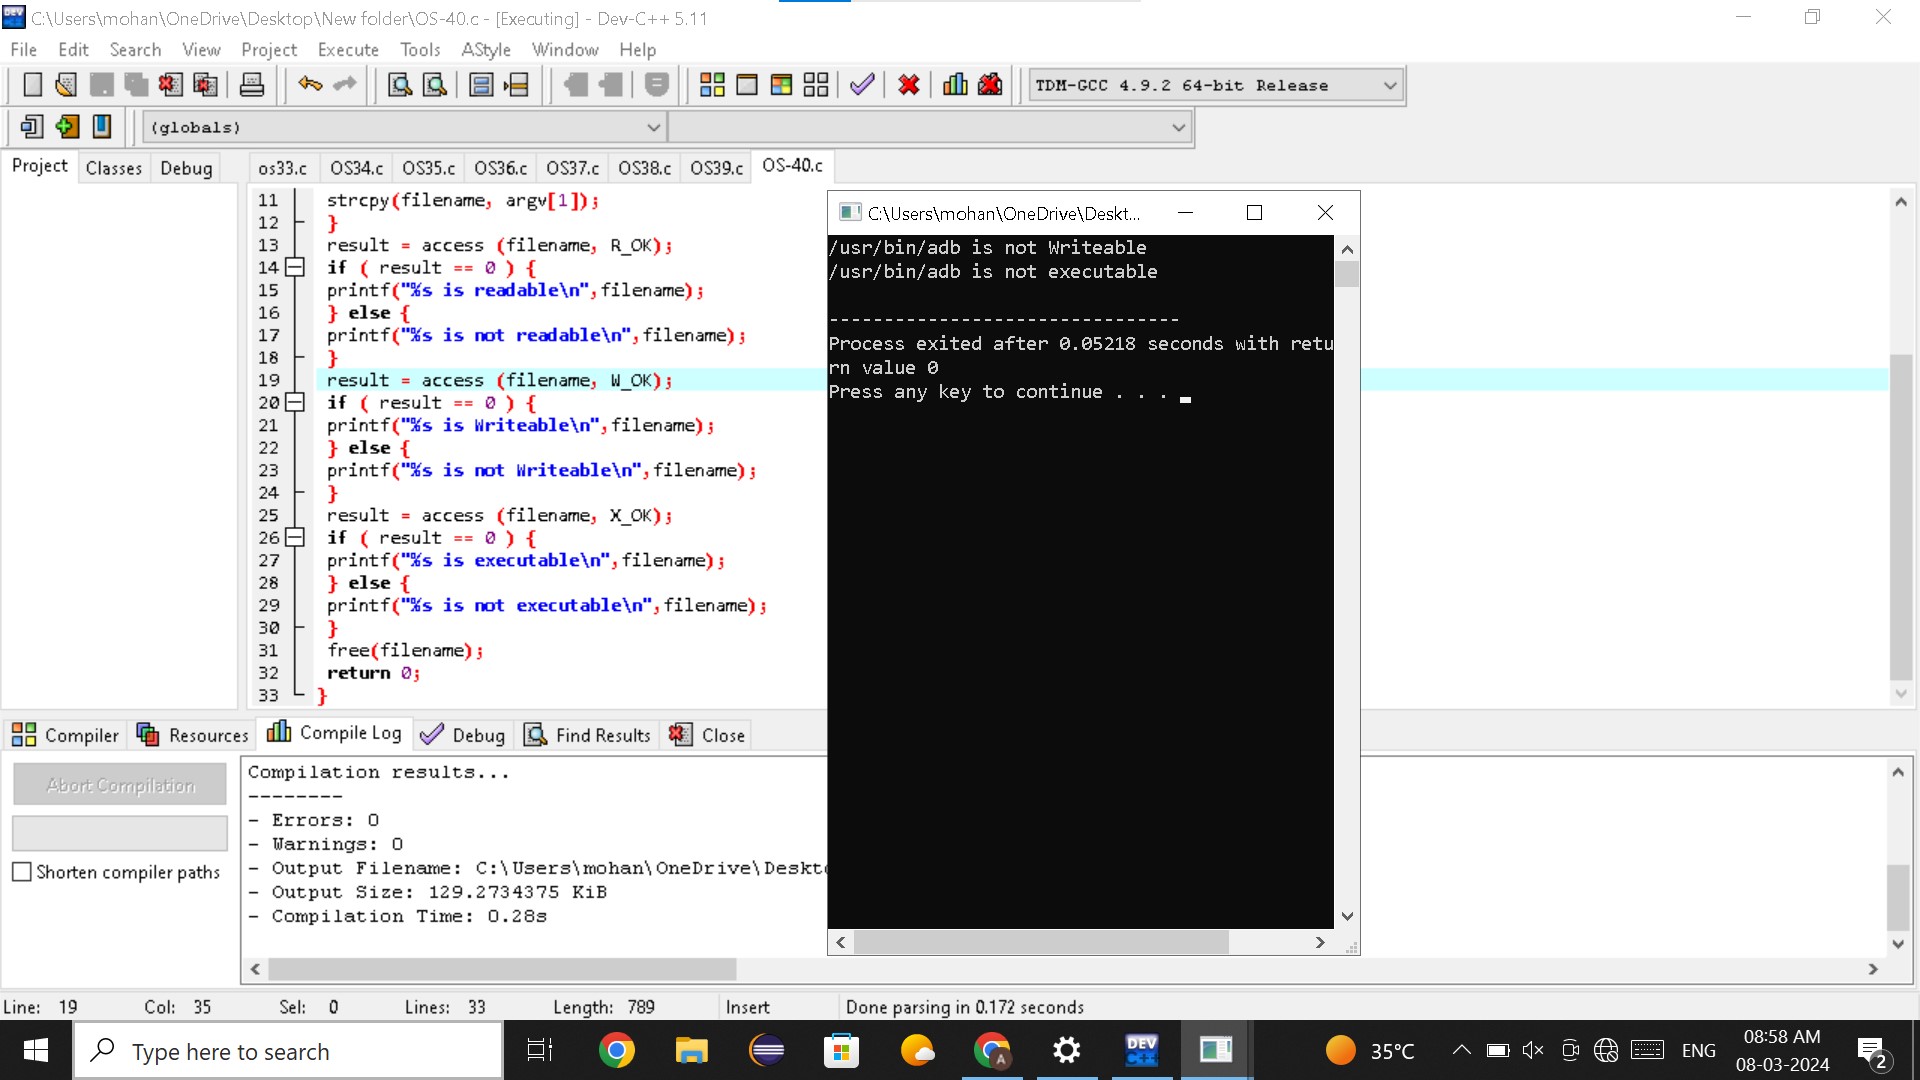 C:\Users\mohan\OneDrive\Desktop\New folder\OS-40.c - [Executing] - Dev-C++ 5.11
File Edit Search View Project Execute Tools AStyle Window Help
TDM-GCC 4.9.2 64-bit Release
(globals)
Project Classes Debug
os33.c OS34.c OS35.c OS36.c OS37.c OS38.c OS39.c OS-40.c
11 strcpy(filename, argv[1]);
12 }
13 result = access (filename, R_OK);
14 if ( result == 0 ) {
15 printf("%s is readable\n",filename);
16 } else {
17 printf("%s is not readable\n",filename);
18 }
19 result = access (filename, W_OK);
20 if ( result == 0 ) {
21 printf("%s is Writeable\n",filename);
22 } else {
23 printf("%s is not Writeable\n",filename);
24 }
25 result = access (filename, X_OK);
26 if ( result == 0 ) {
27 printf("%s is executable\n",filename);
28 } else {
29 printf("%s is not executable\n",filename);
30 }
31 free(filename);
32 return 0;
33 }
C:\Users\mohan\OneDrive\Deskt...
/usr/bin/adb is not Writeable
/usr/bin/adb is not executable
--------------------------------
Process exited after 0.05218 seconds with retu
rn value 0
Press any key to continue . . .
Compiler Resources Compile Log Debug Find Results Close
Abort Compilation
Shorten compiler paths
Compilation results...
--------
- Errors: 0
- Warnings: 0
- Output Filename: C:\Users\mohan\OneDrive\Deskto
- Output Size: 129.2734375 KiB
- Compilation Time: 0.28s
Line: 19 Col: 35 Sel: 0 Lines: 33 Length: 789 Insert Done parsing in 0.172 seconds
Type here to search
DEV
C++
35°C
ENG
08:58 AM
08-03-2024
2